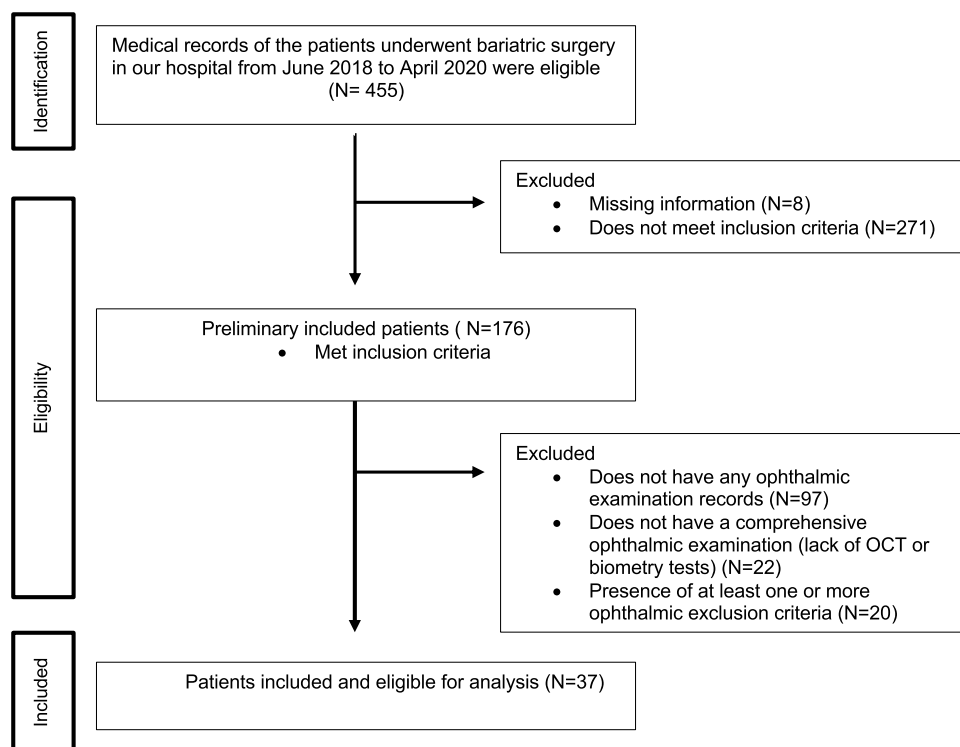 Identification
Medical records of the patients underwent bariatric surgery
in our hospital from June 2018 to April 2020 were eligible
(N= 455)
Excluded
• Missing information (N=8)
• Does not meet inclusion criteria (N=271)
Eligibility
Preliminary included patients ( N=176)
• Met inclusion criteria
Excluded
• Does not have any ophthalmic
examination records (N=97)
• Does not have a comprehensive
ophthalmic examination (lack of OCT or
biometry tests) (N=22)
• Presence of at least one or more
ophthalmic exclusion criteria (N=20)
Included
Patients included and eligible for analysis (N=37)